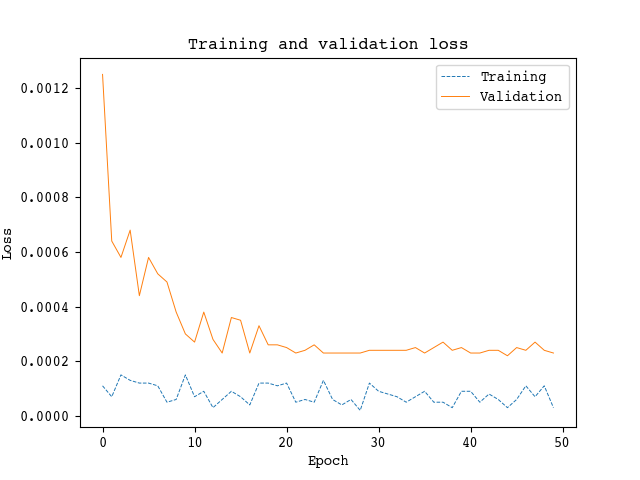 Training and validation loss
Training
Validation
0.0012
0.0010
0.0008
0.0006
0.0004
0.0002
0.0000
Loss
0 10 20 30 40 50
Epoch